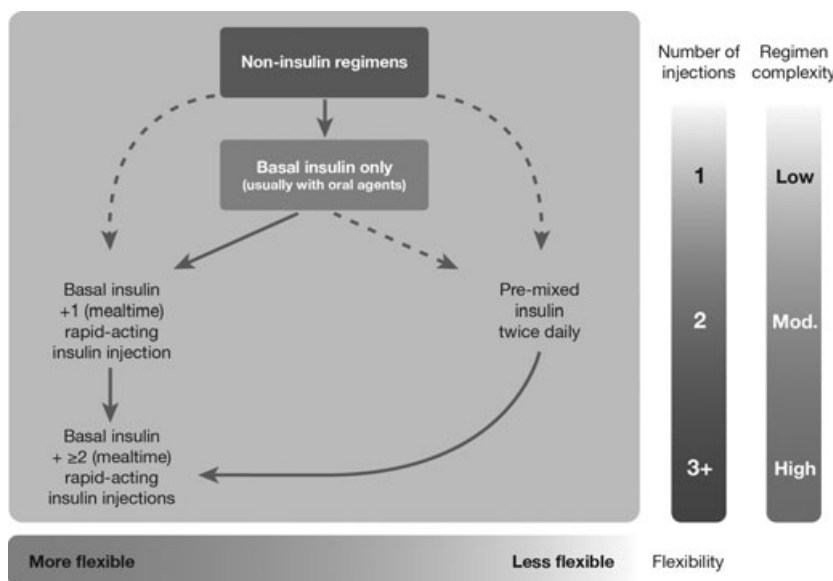 Non-insulin regimens
Number of
injections
Regimen
complexity
Basal insulin only
(usually with oral agents)
1
Low
Basal insulin
+1 (mealtime)
rapid-acting
insulin injection
Pre-mixed
insulin
twice daily
2
Mod.
Basal insulin
+ ≥2 (mealtime)
rapid-acting
insulin injections
3+
High
More flexible
Less flexible
Flexibility